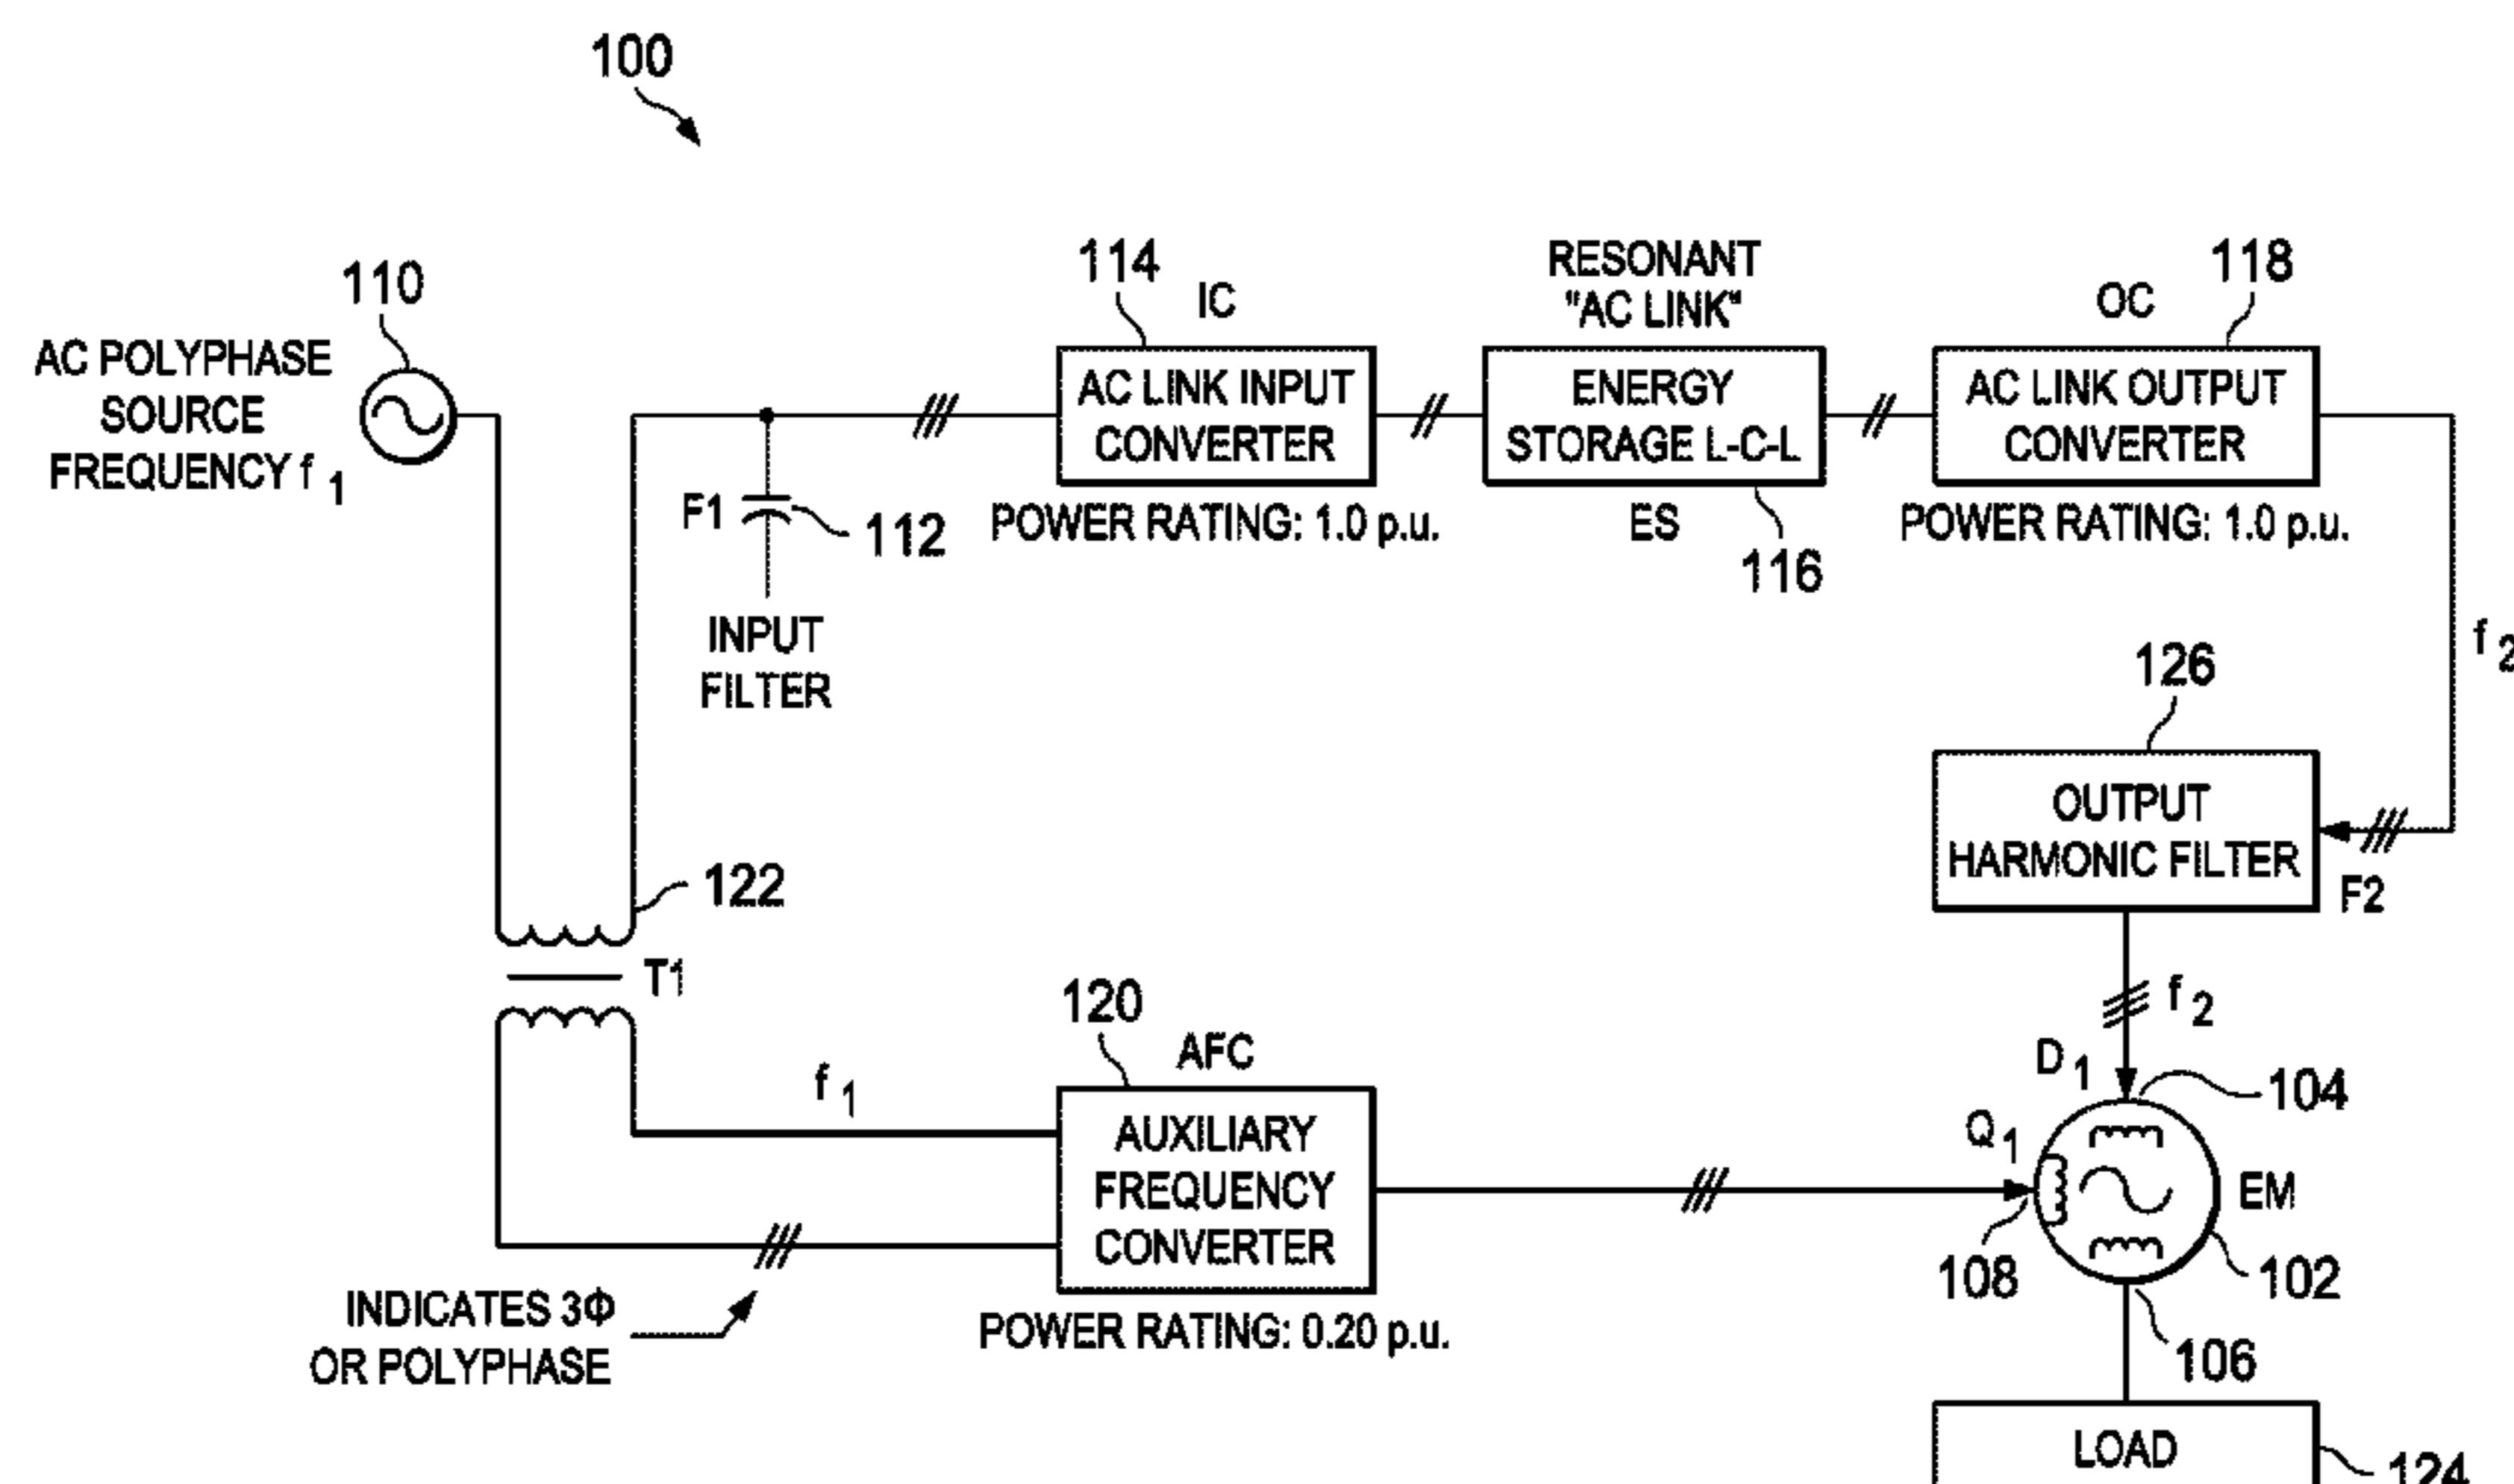 100
110
AC POLYPHASE
SOURCE
FREQUENCY f 1
114
IC
RESONANT
"AC LINK"
118
OC
AC LINK INPUT
CONVERTER
ENERGY
STORAGE L-C-L
AC LINK OUTPUT
CONVERTER
F1
112
POWER RATING: 1.0 p.u.
ES
116
POWER RATING: 1.0 p.u.
INPUT
FILTER
f 2
126
OUTPUT
HARMONIC FILTER
F2
122
T1
120
AFC
f 1
AUXILIARY
FREQUENCY
CONVERTER
f 2
D 1
104
Q 1
EM
108
102
INDICATES 3Φ
OR POLYPHASE
POWER RATING: 0.20 p.u.
106
LOAD
124